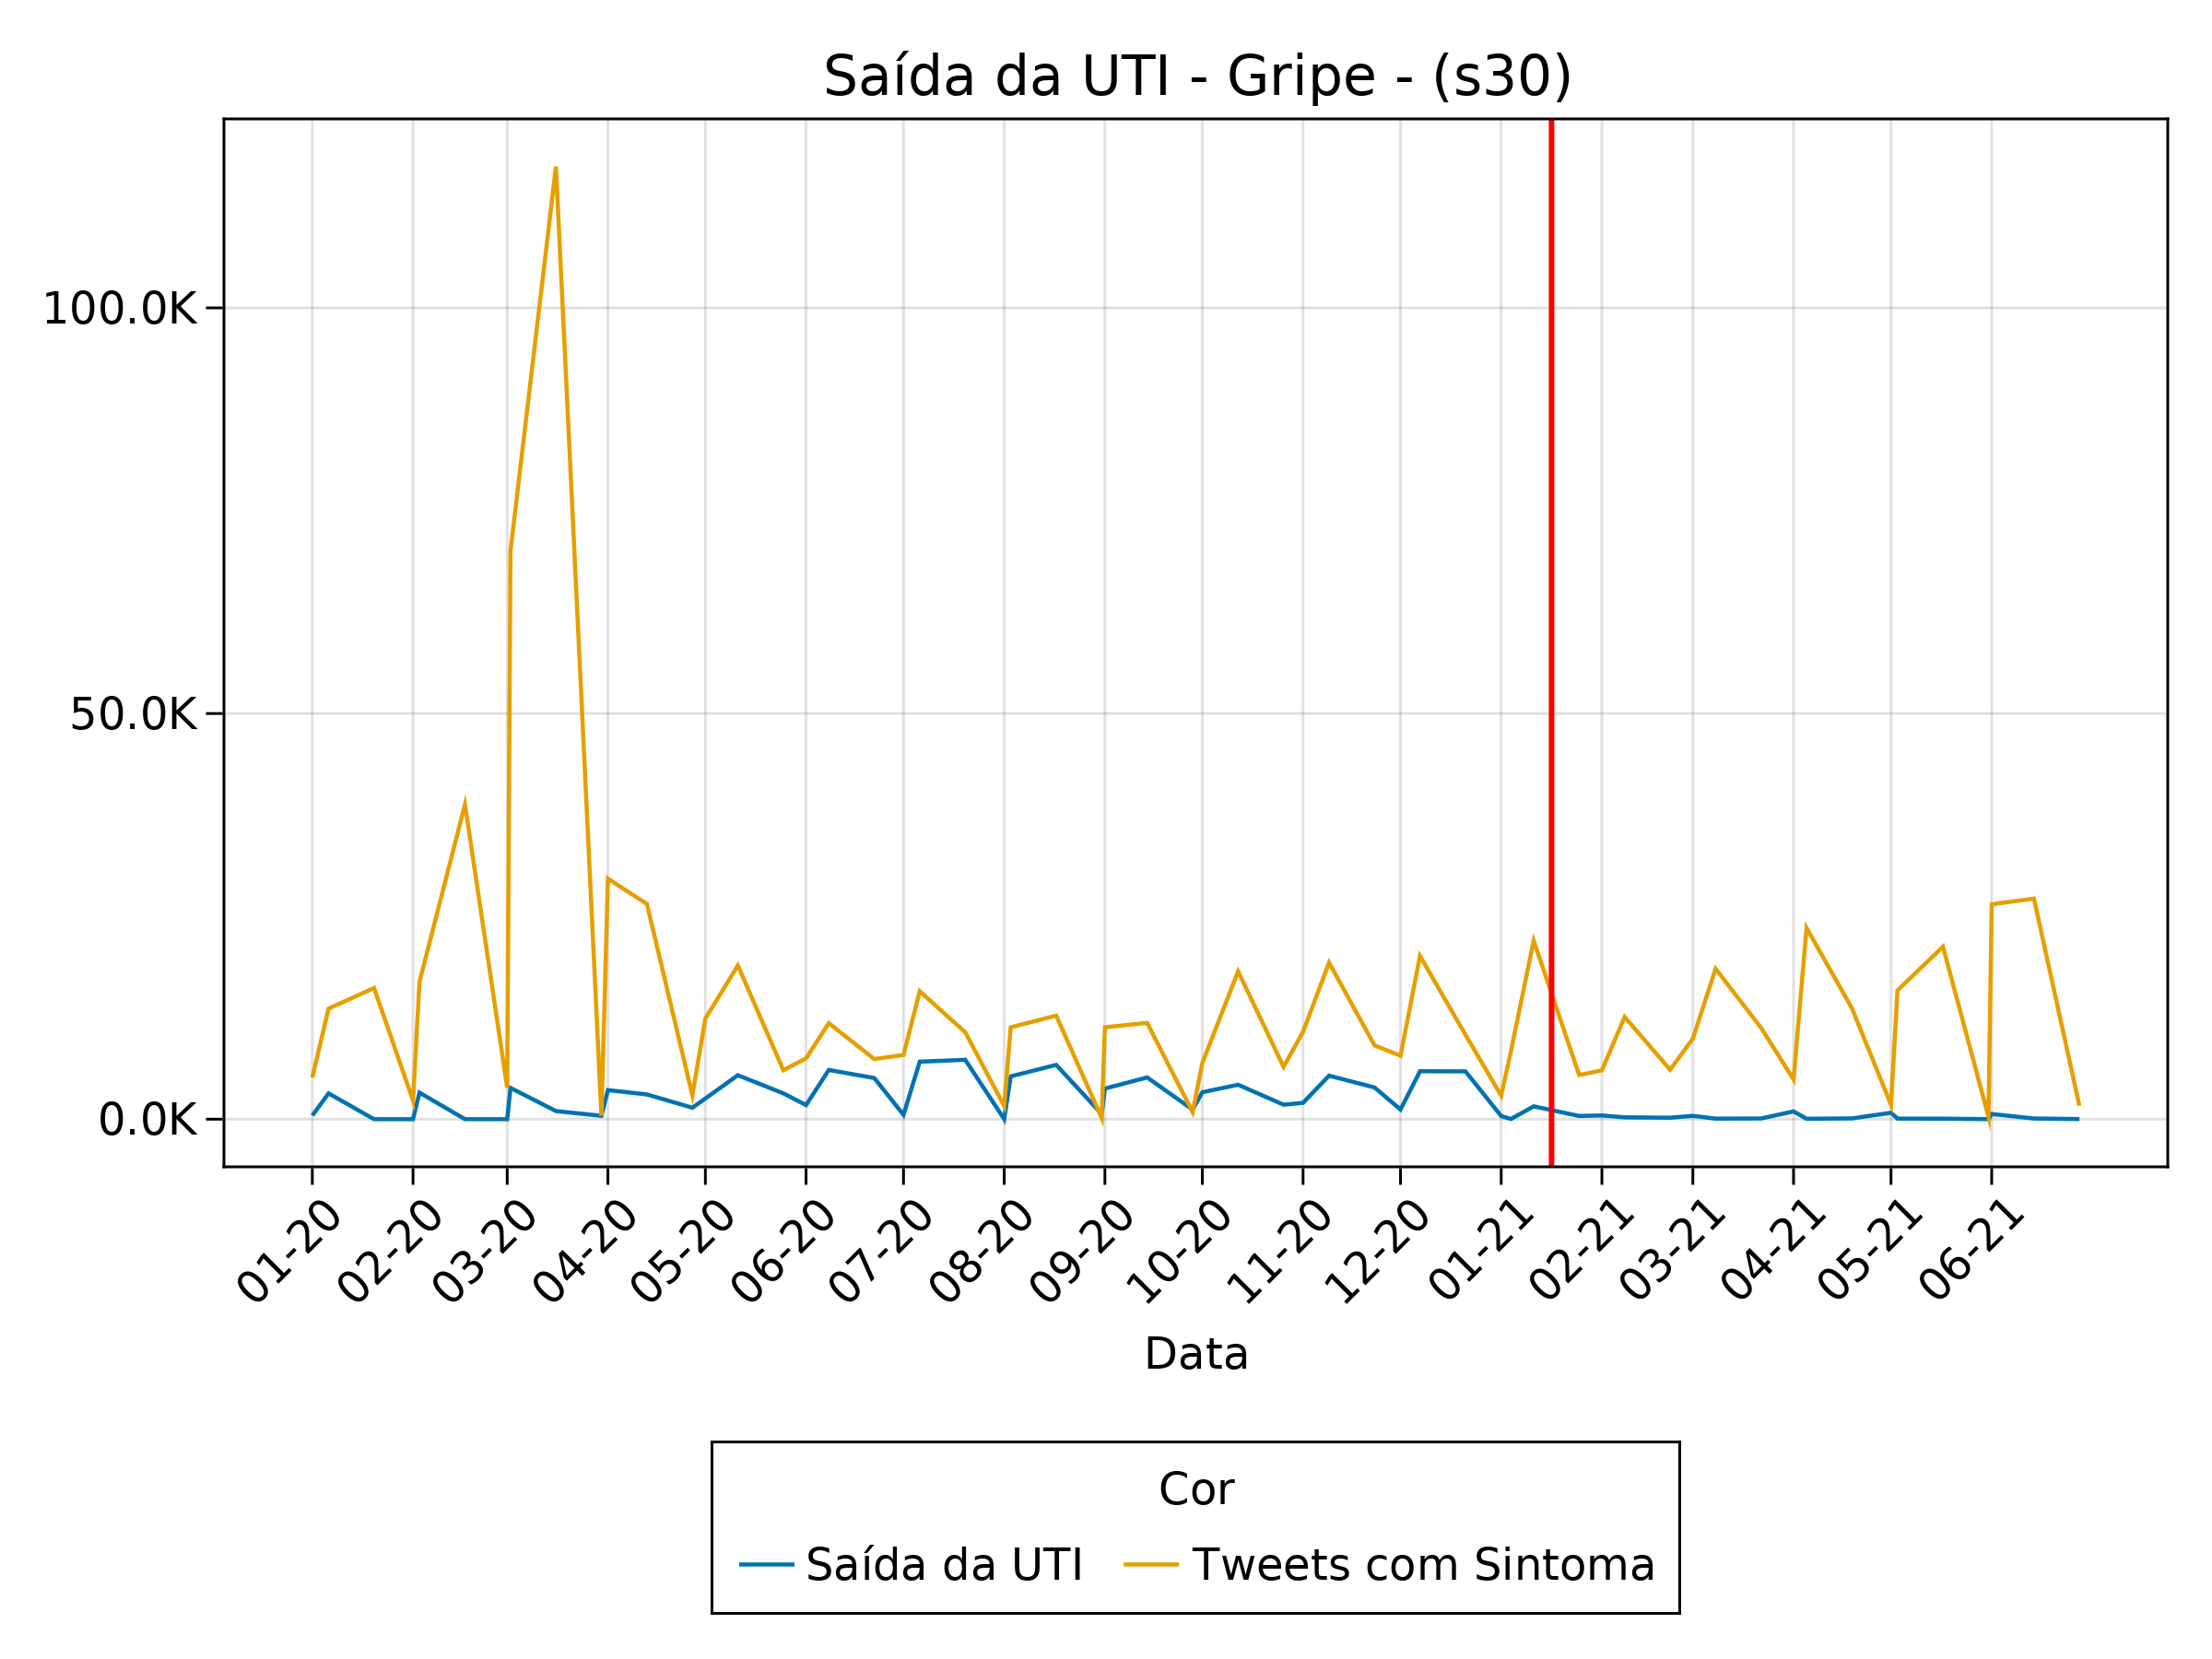 Saída da UTI - Gripe - (s30)
100.0K
50.0K
0.0K
01-20
02-20
03-20
04-20
05-20
06-20
07-20
08-20
09-20
10-20
11-20
12-20
01-21
02-21
03-21
04-21
05-21
06-21
Data
Cor
Saída da UTI
Tweets com Sintoma